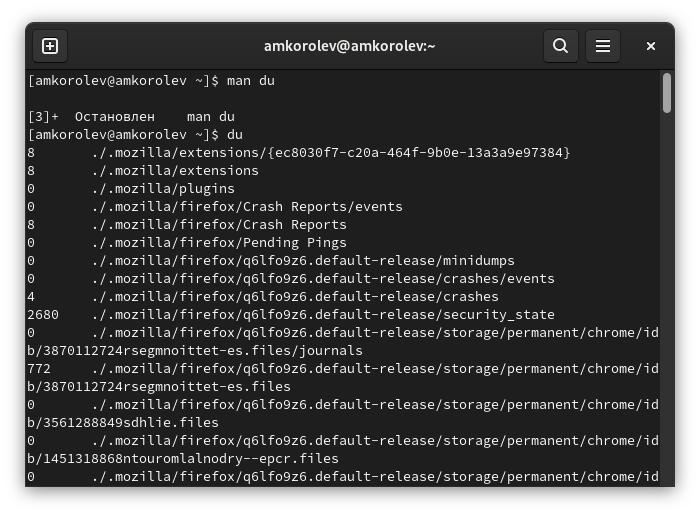 amkorolev@amkorolev:~
[amkorolev@amkorolev ~]$ man du
[3]+  Остановлен    man du
[amkorolev@amkorolev ~]$ du
8       ./.mozilla/extensions/{ec8030f7-c20a-464f-9b0e-13a3a9e97384}
8       ./.mozilla/extensions
0       ./.mozilla/plugins
0       ./.mozilla/firefox/Crash Reports/events
8       ./.mozilla/firefox/Crash Reports
0       ./.mozilla/firefox/Pending Pings
0       ./.mozilla/firefox/q6lfo9z6.default-release/minidumps
0       ./.mozilla/firefox/q6lfo9z6.default-release/crashes/events
4       ./.mozilla/firefox/q6lfo9z6.default-release/crashes
2680    ./.mozilla/firefox/q6lfo9z6.default-release/security_state
0       ./.mozilla/firefox/q6lfo9z6.default-release/storage/permanent/chrome/id
b/3870112724rsegmnoittet-es.files/journals
772     ./.mozilla/firefox/q6lfo9z6.default-release/storage/permanent/chrome/id
b/3870112724rsegmnoittet-es.files
0       ./.mozilla/firefox/q6lfo9z6.default-release/storage/permanent/chrome/id
b/3561288849sdhlie.files
0       ./.mozilla/firefox/q6lfo9z6.default-release/storage/permanent/chrome/id
b/1451318868ntouromlalnodry--epcr.files
0       ./.mozilla/firefox/q6lfo9z6.default-release/storage/permanent/chrome/id